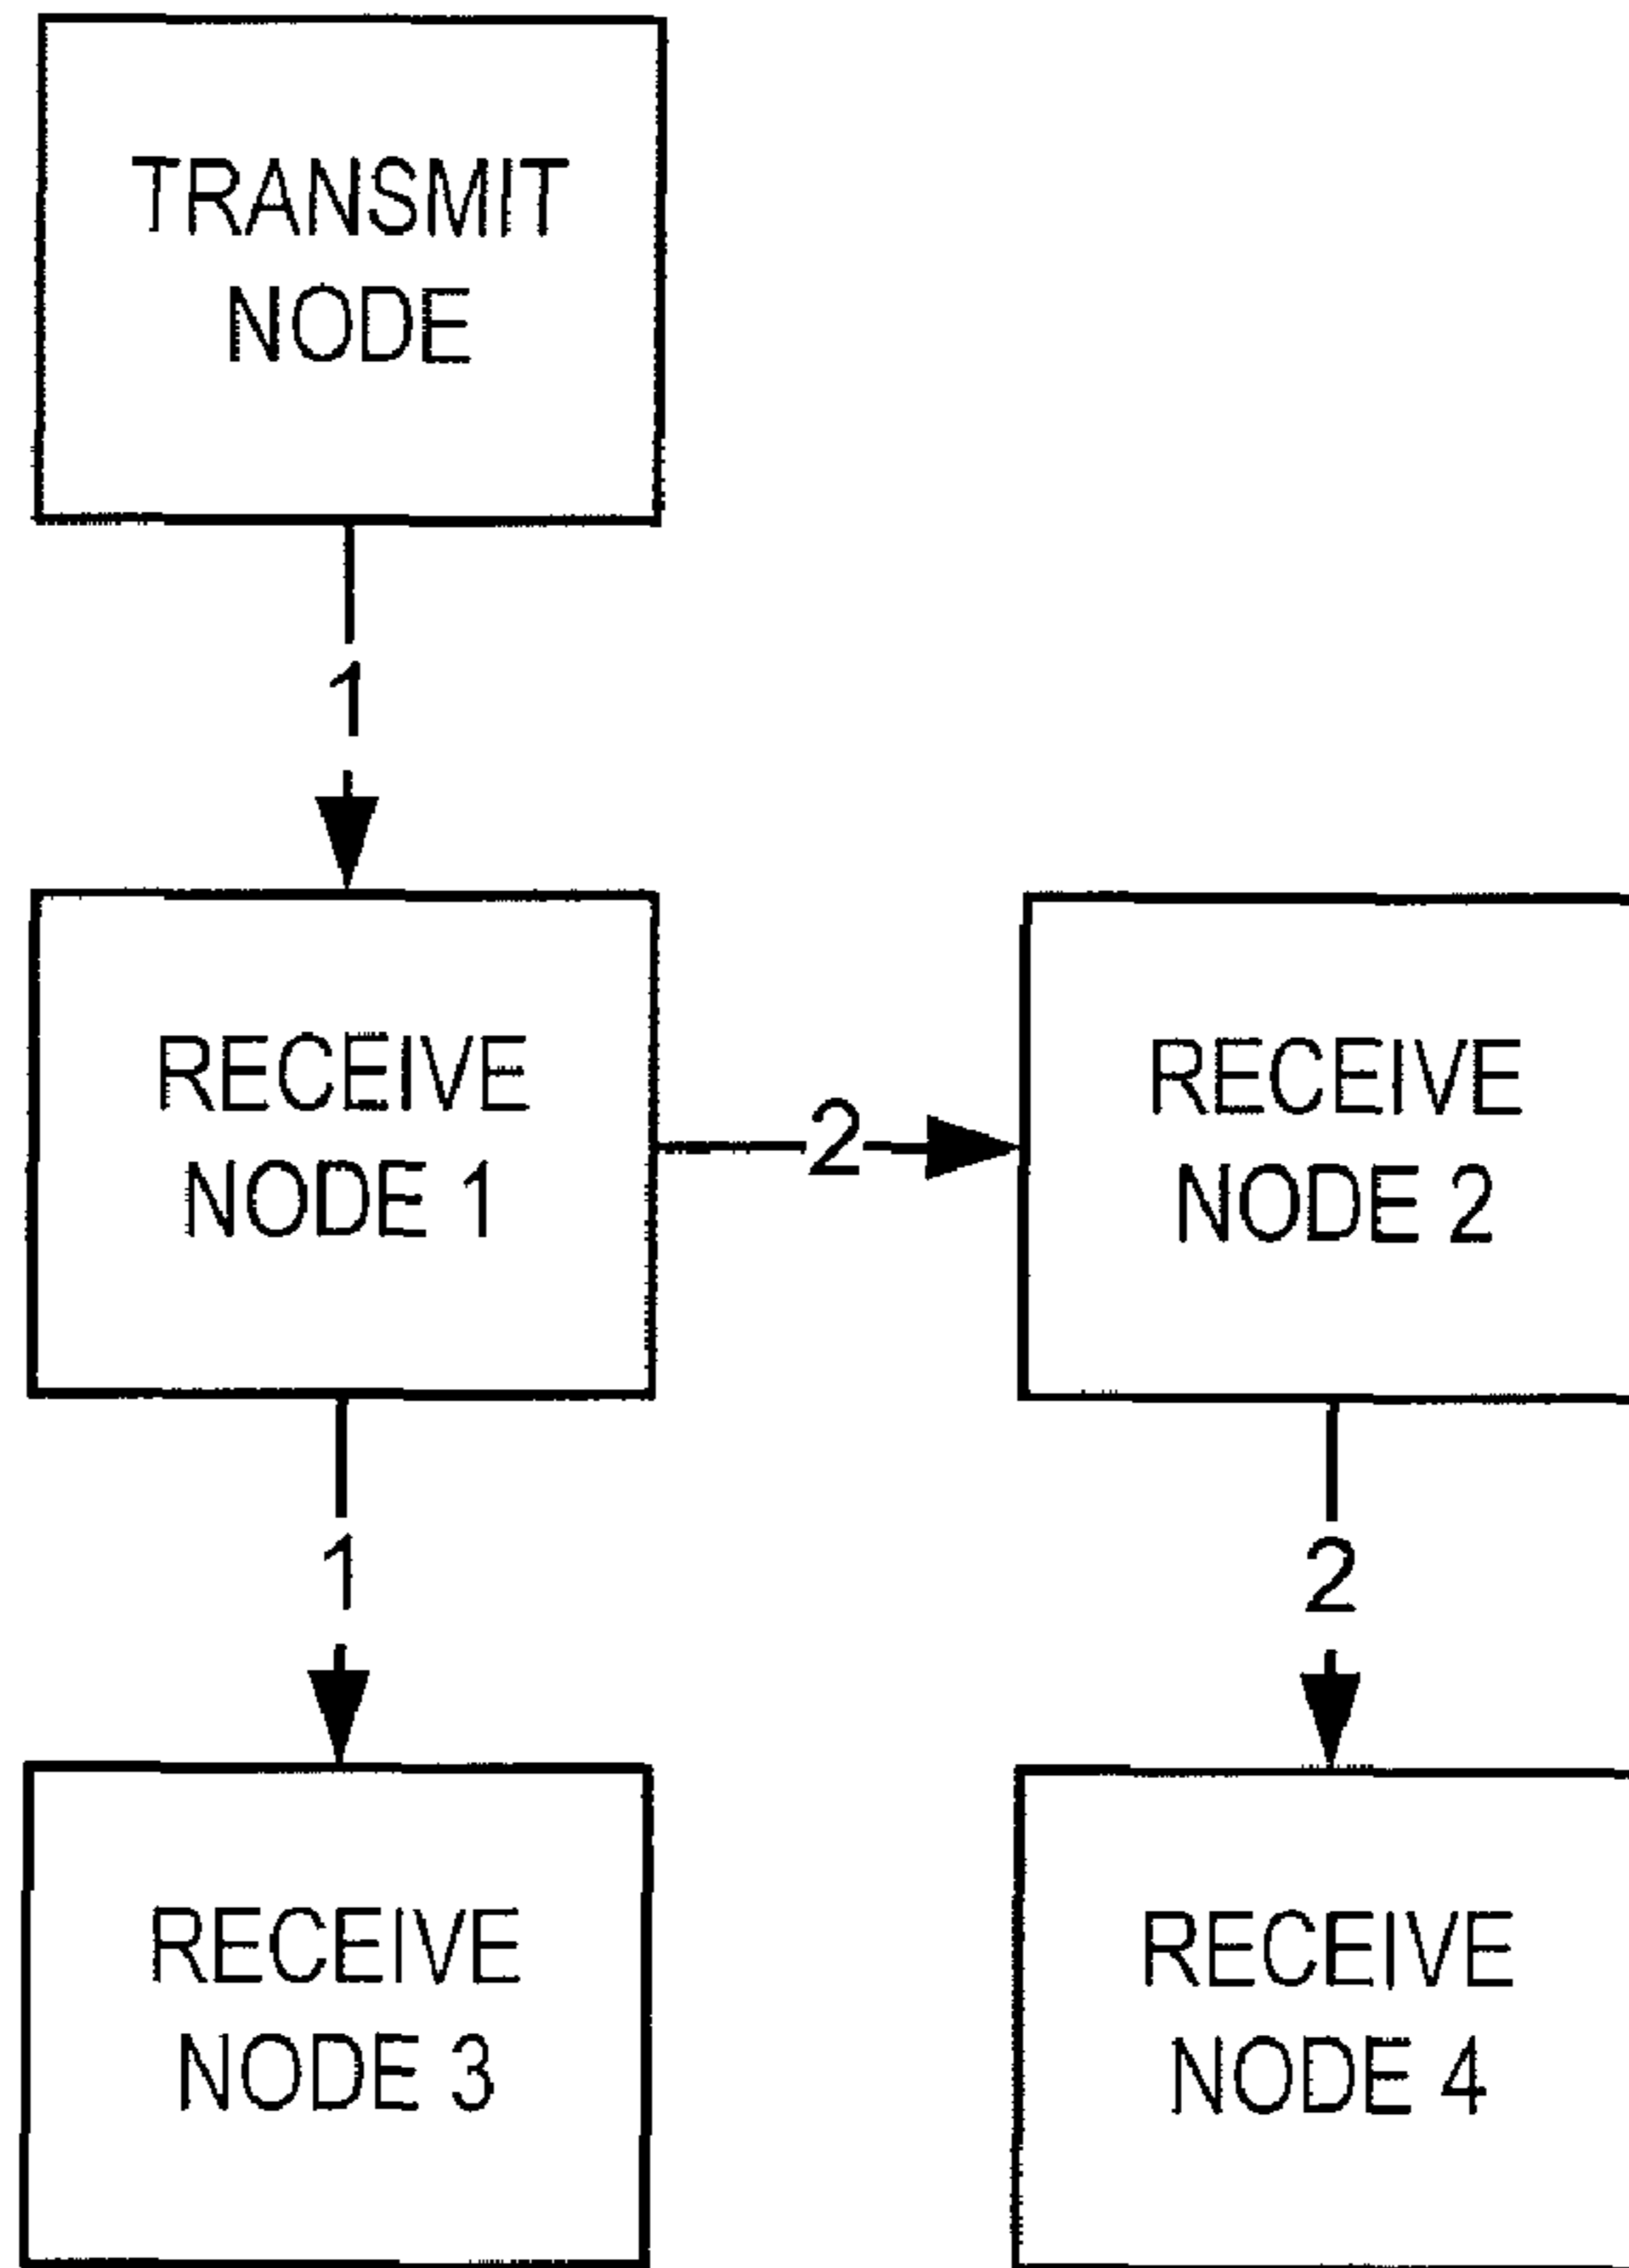 TRANSMIT
NODE
1
RECEIVE
NODE 1
2
RECEIVE
NODE 2
1
2
RECEIVE
NODE 3
RECEIVE
NODE 4